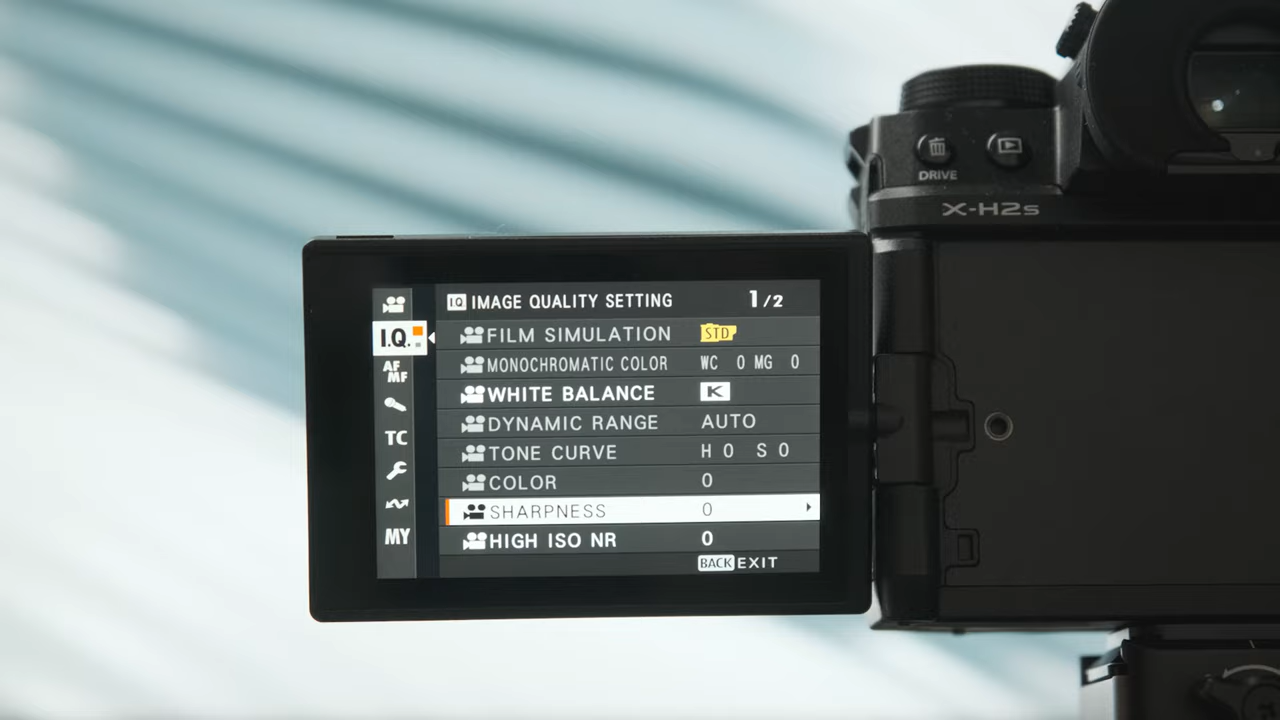 DRIVE
X-H2s
I.Q. IMAGE QUALITY SETTING 1/2
I.Q. FILM SIMULATION STD
AF MF MONOCHROMATIC COLOR WC 0 MG 0
WHITE BALANCE K
DYNAMIC RANGE AUTO
TC TONE CURVE H 0 S 0
COLOR 0
SHARPNESS 0
MY HIGH ISO NR 0
BACK EXIT